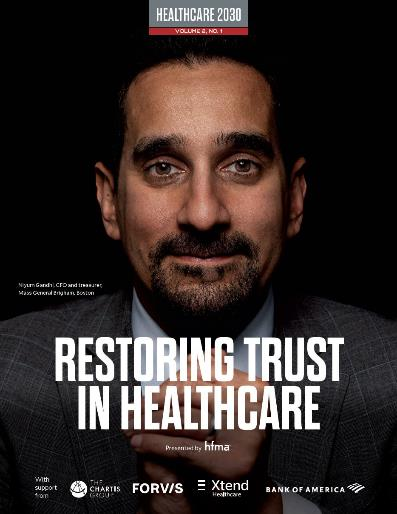 HEALTHCARE 2030
VOLUME 2, NO. 1
Niyum Gandhi, CFO and treasurer,
Mass General Brigham, Boston
RESTORING TRUST
IN HEALTHCARE
Presented by hfma
With
support
from
THE
CHARTIS
GROUP
FORVIS
Xtend
Healthcare
BANK OF AMERICA